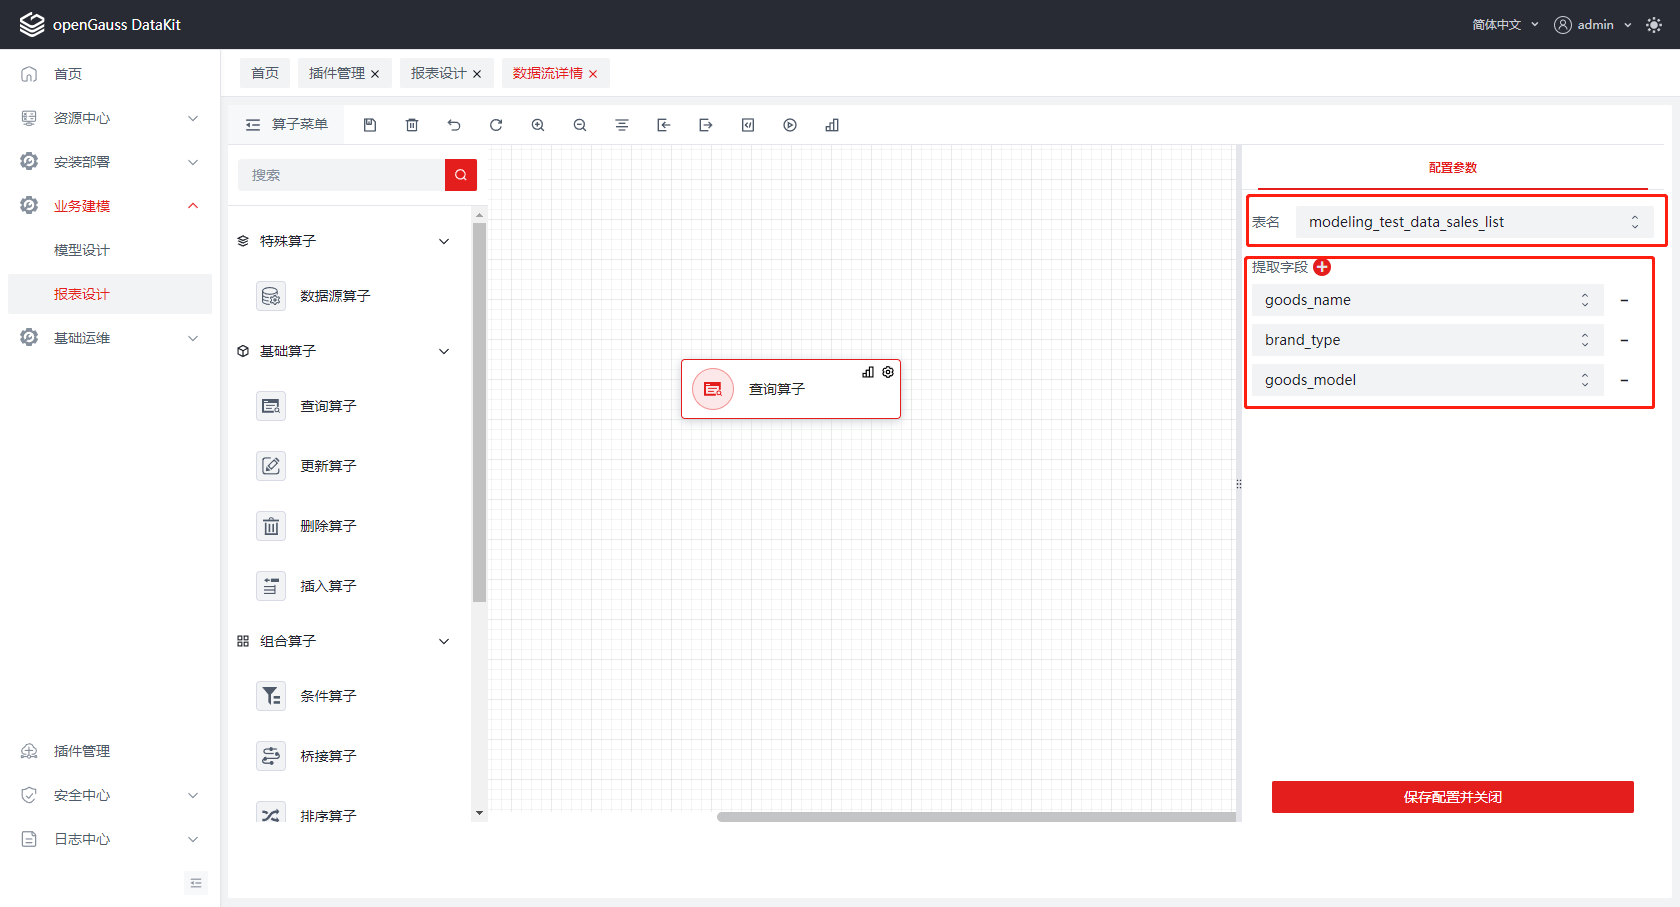 openGauss DataKit
简体中文
admin
首页
资源中心
安装部署
业务建模
模型设计
报表设计
基础运维
插件管理
安全中心
日志中心
首页
插件管理
报表设计
数据流详情
算子菜单
搜索
特殊算子
数据源算子
基础算子
查询算子
更新算子
删除算子
插入算子
组合算子
条件算子
桥接算子
排序算子
查询算子
配置参数
表名 modeling_test_data_sales_list
提取字段
goods_name
brand_type
goods_model
保存配置并关闭